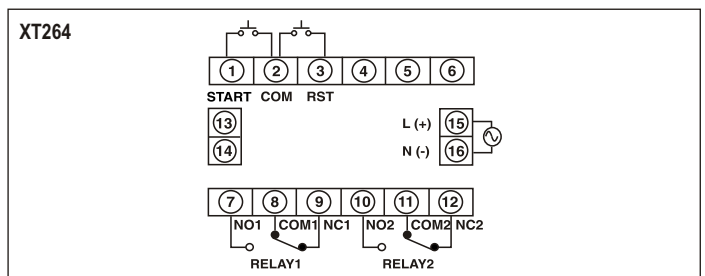 XT264
1 2 3 4 5 6
START COM RST
13
14
L (+) 15
N (-) 16
7 8 9 10 11 12
NO1 COM1 NC1 NO2 COM2 NC2
RELAY1 RELAY2